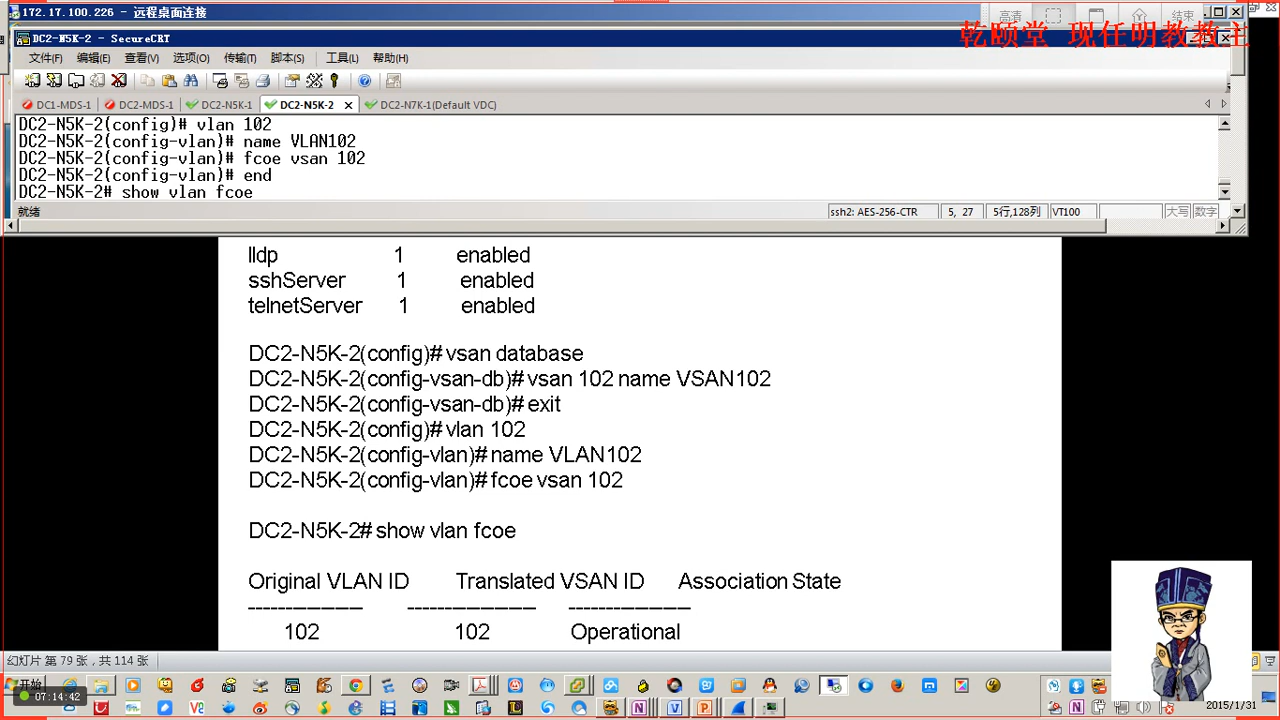 172.17.100.226 - 远程桌面连接
高清
结束
乾颐堂 现任明教教主
DC2-N5K-2 - SecureCRT
文件(F) 编辑(E) 查看(V) 选项(O) 传输(T) 脚本(S) 工具(L) 帮助(H)
DC1-MDS-1 DC2-MDS-1 DC2-N5K-1 DC2-N5K-2 DC2-N7K-1(Default VDC)
DC2-N5K-2(config)# vlan 102
DC2-N5K-2(config-vlan)# name VLAN102
DC2-N5K-2(config-vlan)# fcoe vsan 102
DC2-N5K-2(config-vlan)# end
DC2-N5K-2# show vlan fcoe
就绪 ssh2: AES-256-CTR 5, 27 5行,128列 VT100 大写 数字
lldp 1 enabled
sshServer 1 enabled
telnetServer 1 enabled
DC2-N5K-2(config)# vsan database
DC2-N5K-2(config-vsan-db)# vsan 102 name VSAN102
DC2-N5K-2(config-vsan-db)# exit
DC2-N5K-2(config)# vlan 102
DC2-N5K-2(config-vlan)# name VLAN102
DC2-N5K-2(config-vlan)# fcoe vsan 102
DC2-N5K-2# show vlan fcoe
Original VLAN ID Translated VSAN ID Association State
-------------------- ---------------------- --------------------
102 102 Operational
幻灯片 第 79 张，共 114 张
开始
07:14:42
2015/1/31